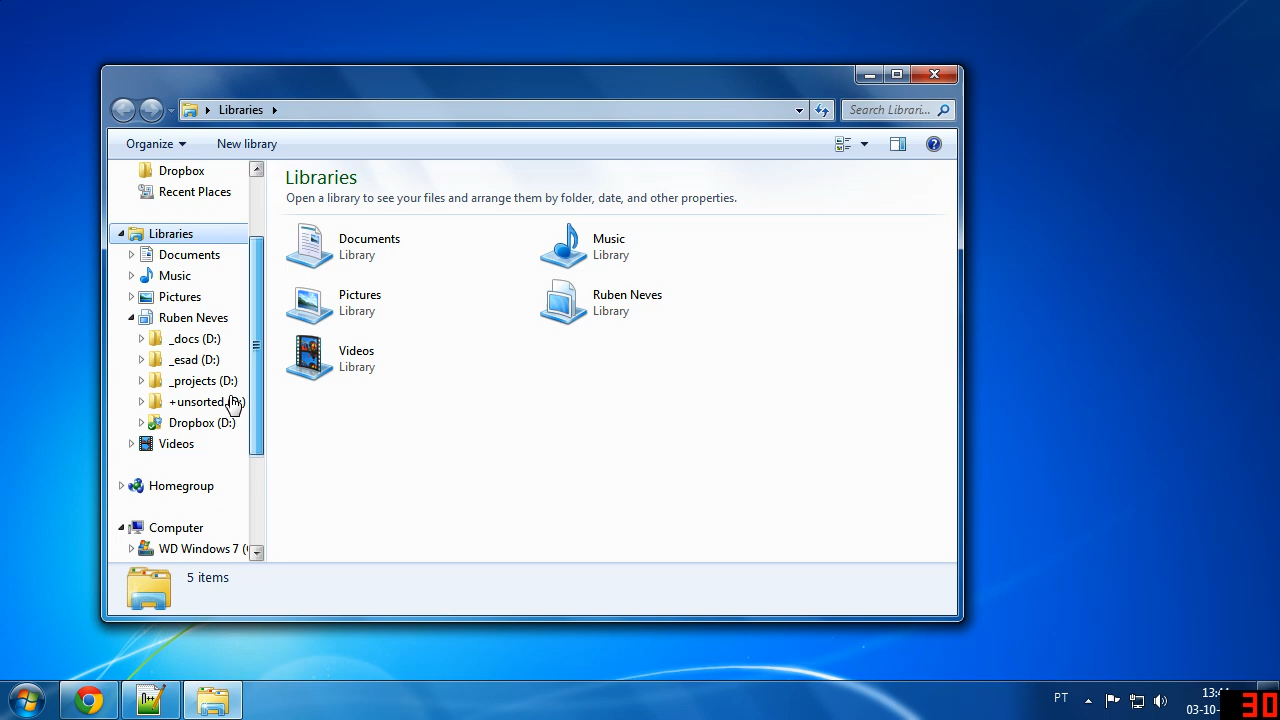 Libraries
Search Librari...
Organize
New library
Dropbox
Recent Places
Libraries
Documents
Music
Pictures
Ruben Neves
_docs (D:)
_esad (D:)
_projects (D:)
+unsorted
Dropbox (D:)
Videos
Homegroup
Computer
WD Windows 7 (
Libraries
Open a library to see your files and arrange them by folder, date, and other properties.
Documents
Library
Music
Library
Pictures
Library
Ruben Neves
Library
Videos
Library
5 items
PT
13:4
03-10-
30